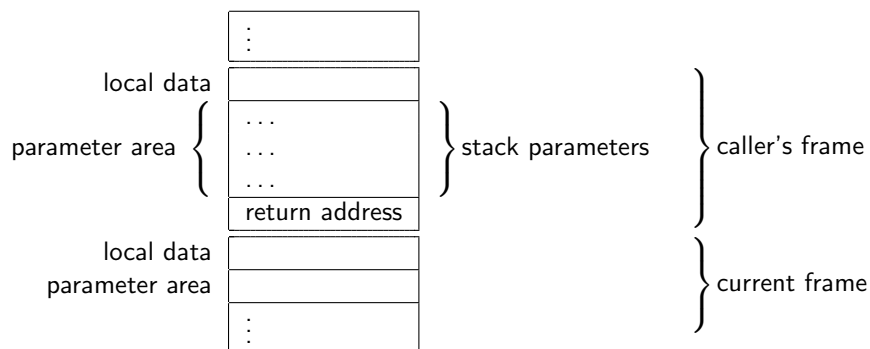 ⋮
local data
parameter area
. . .
. . .
. . .
stack parameters
caller's frame
return address
local data
parameter area
current frame
⋮